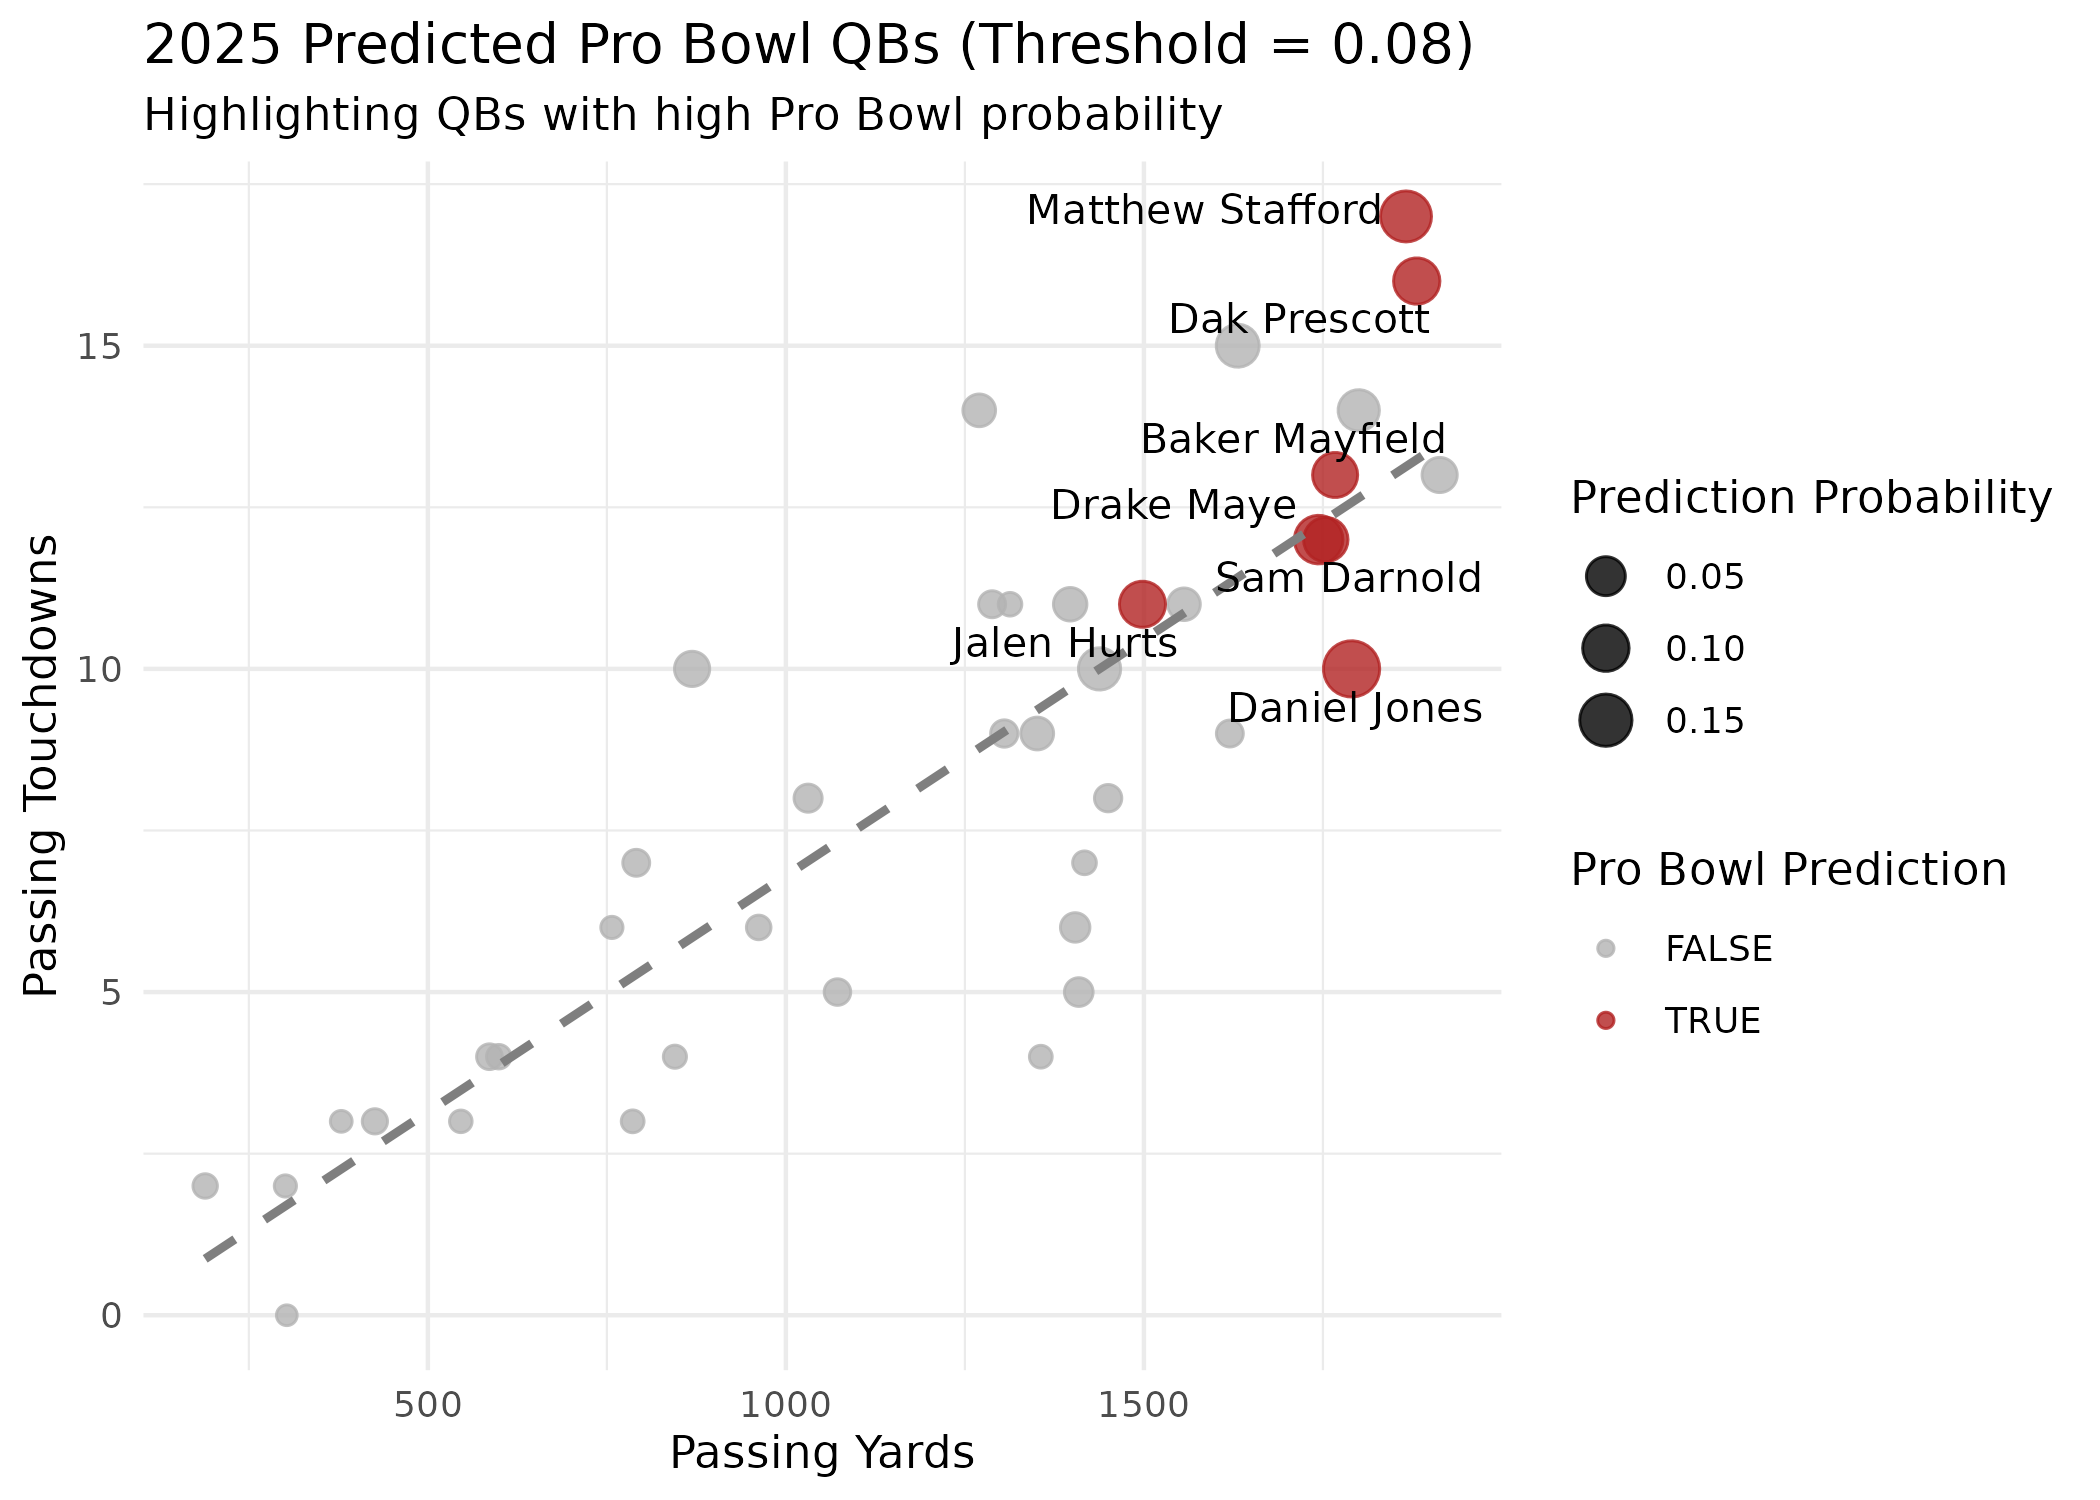 2025 Predicted Pro Bowl QBs (Threshold = 0.08)
Highlighting QBs with high Pro Bowl probability
Matthew Stafford
Dak Prescott
Baker Mayfield
Drake Maye
Sam Darnold
Jalen Hurts
Daniel Jones
Passing Touchdowns
15
10
5
0
500
1000
1500
Passing Yards
Prediction Probability
0.05
0.10
0.15
Pro Bowl Prediction
FALSE
TRUE